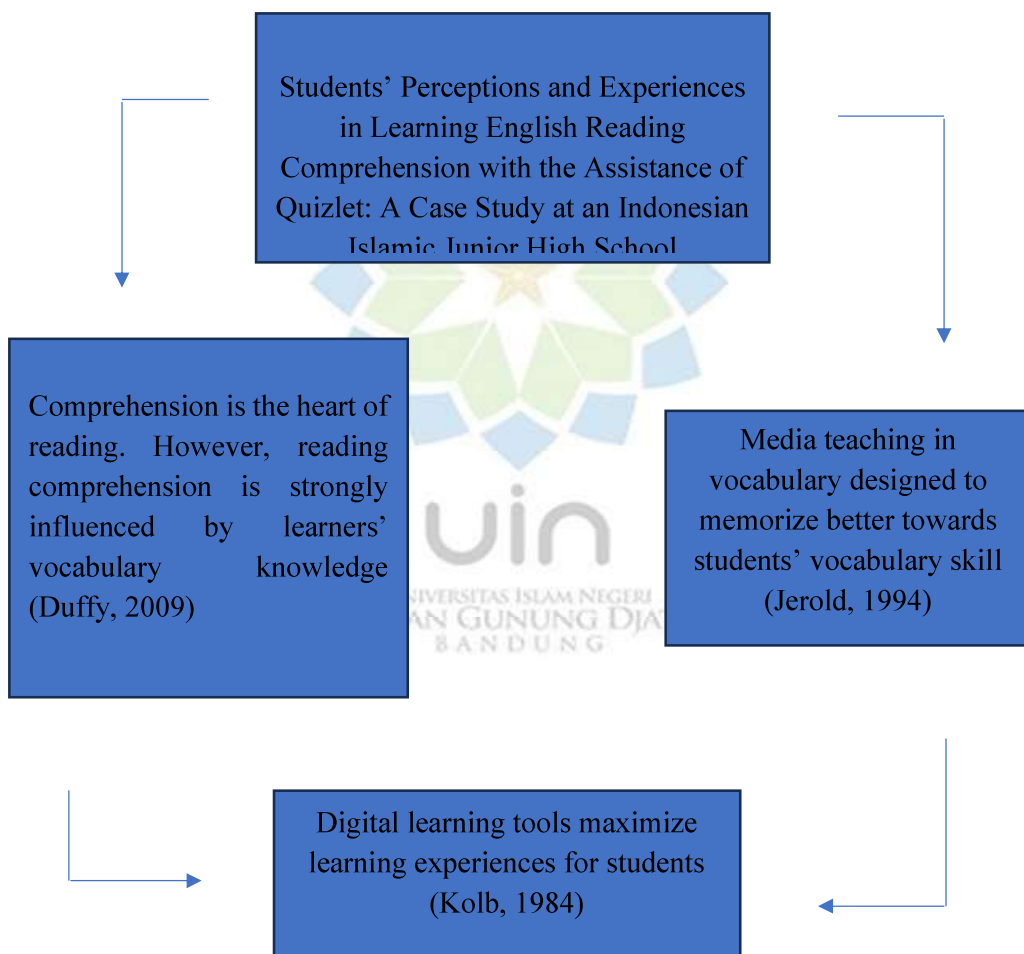 Students’ Perceptions and Experiences
in Learning English Reading
Comprehension with the Assistance of
Quizlet: A Case Study at an Indonesian
Islamic Junior High School
Comprehension is the heart of
reading. However, reading
comprehension is strongly
influenced by learners’
vocabulary knowledge
(Duffy, 2009)
Media teaching in
vocabulary designed to
memorize better towards
students’ vocabulary skill
(Jerold, 1994)
uin
NIVERSITAS ISLAM NEGERI
AN GUNUNG DJA
BANDUNG
Digital learning tools maximize
learning experiences for students
(Kolb, 1984)